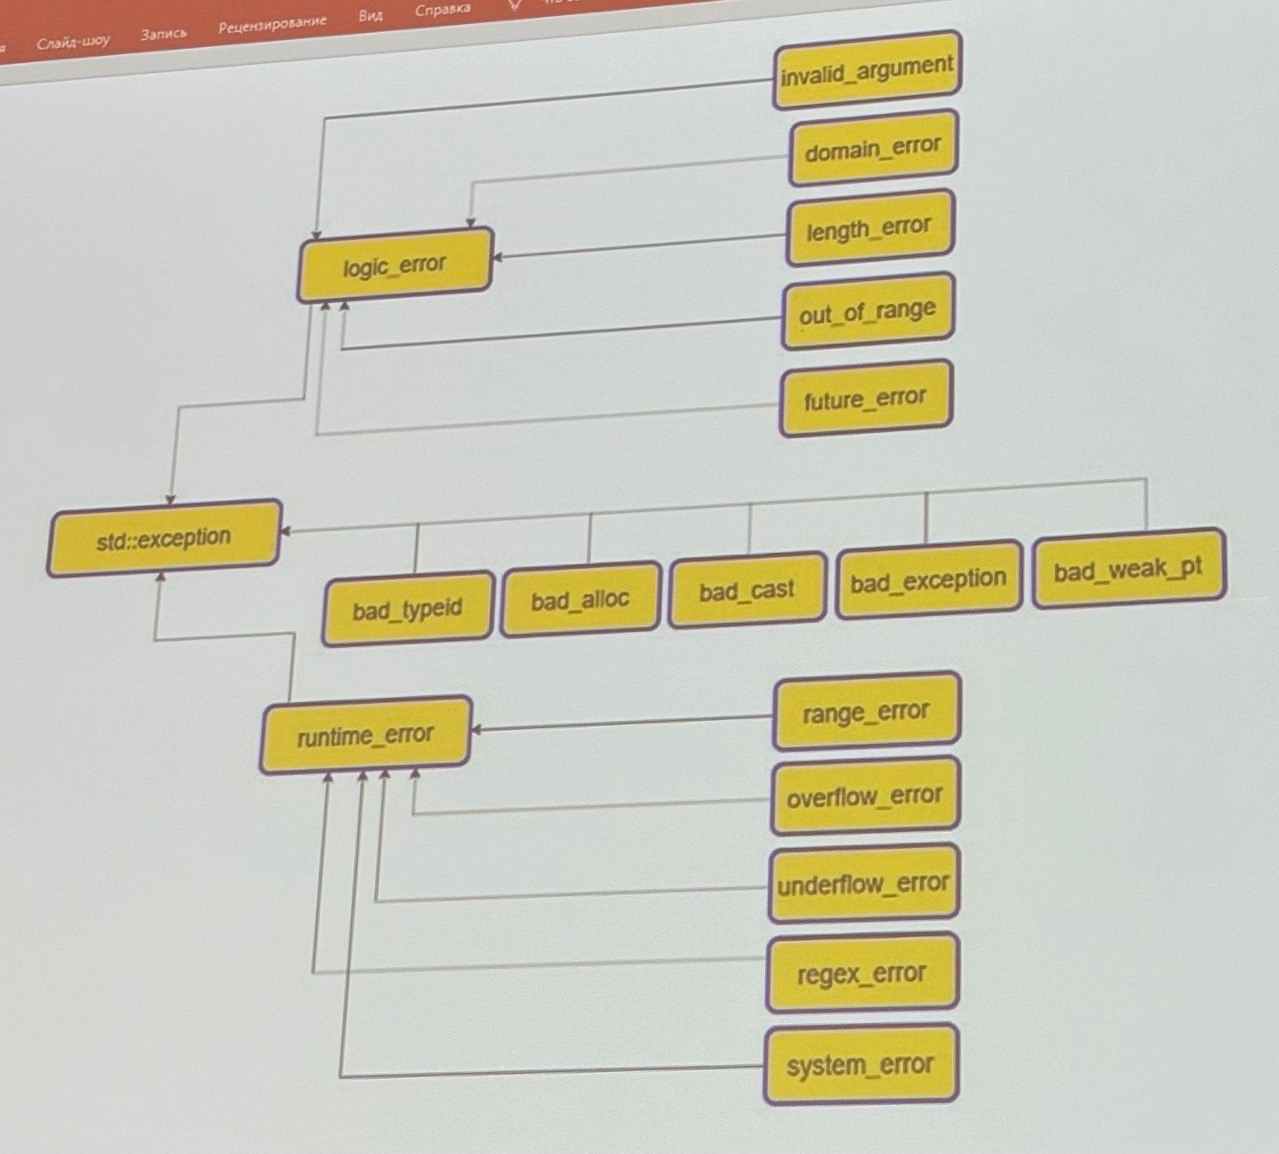 Слайд-шоу Запись Рецензирование Вид Справка
invalid_argument
domain_error
length_error
logic_error
out_of_range
future_error
std::exception
bad_typeid
bad_alloc
bad_cast
bad_exception
bad_weak_pt
range_error
runtime_error
overflow_error
underflow_error
regex_error
system_error